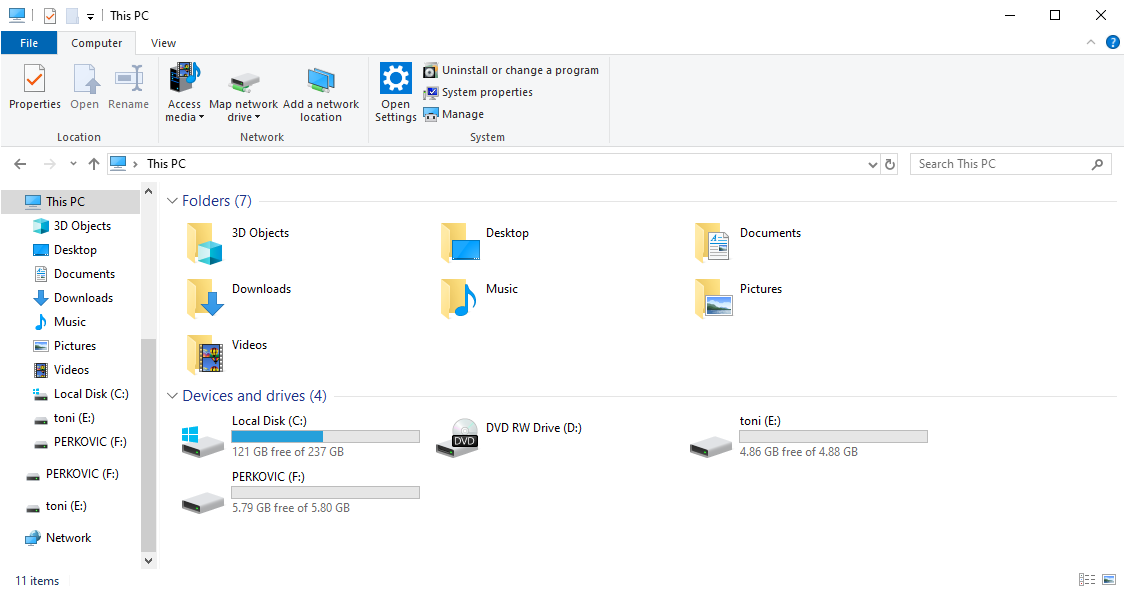 This PC
File Computer View
?
Properties Open Rename
Access media Map network drive Add a network location
Open Settings
Uninstall or change a program
System properties
Manage
Location Network System
This PC
Search This PC
This PC
3D Objects
Desktop
Documents
Downloads
Music
Pictures
Videos
Local Disk (C:)
toni (E:)
PERKOVIC (F:)
PERKOVIC (F:)
toni (E:)
Network
Folders (7)
3D Objects
Desktop
Documents
Downloads
Music
Pictures
Videos
Devices and drives (4)
Local Disk (C:)
121 GB free of 237 GB
DVD
DVD RW Drive (D:)
toni (E:)
4.86 GB free of 4.88 GB
PERKOVIC (F:)
5.79 GB free of 5.80 GB
11 items